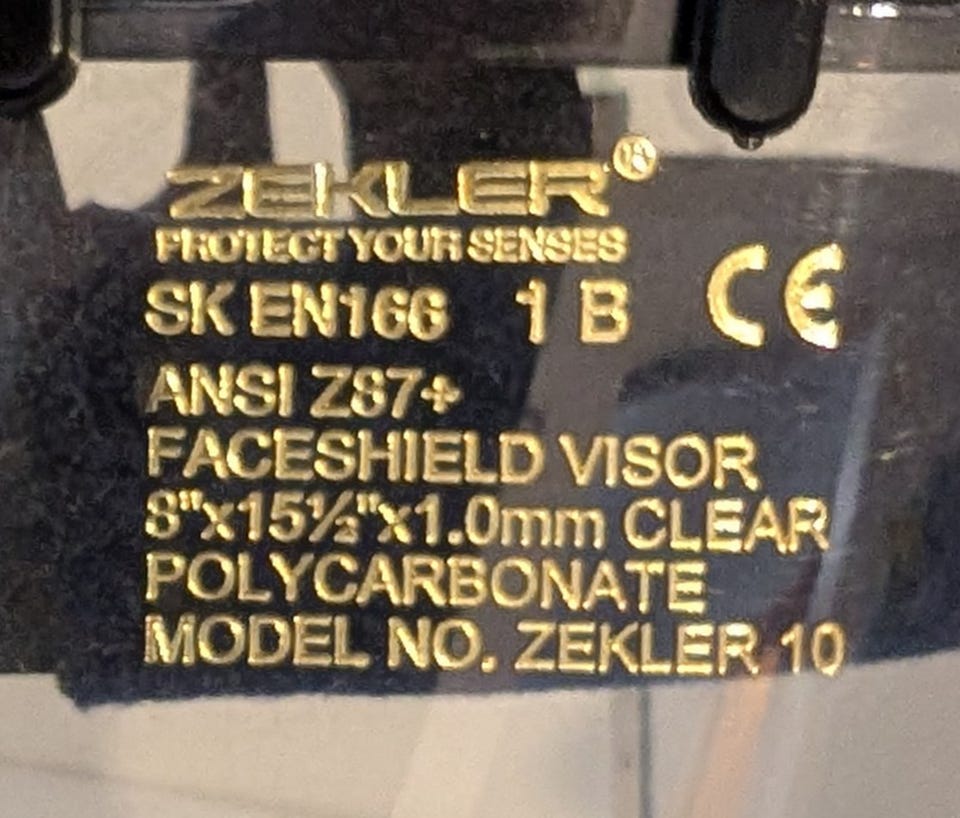 ZEKLER®
PROTECT YOUR SENSES
SK EN166 1 B CE
ANSI Z87+
FACESHIELD VISOR
8"x15½"x1.0mm CLEAR
POLYCARBONATE
MODEL NO. ZEKLER 10